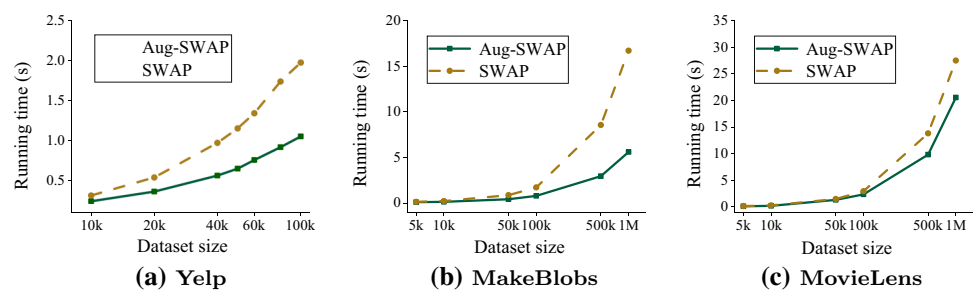 Running time (s)
2.5
2.0
1.5
1.0
0.5
Aug-SWAP
SWAP
10k 20k 40k 60k 100k
Dataset size
(a) Yelp
Running time (s)
20
15
10
5
0
Aug-SWAP
SWAP
5k 10k 50k 100k 500k 1M
Dataset size
(b) MakeBlobs
Running time (s)
35
30
25
20
15
10
5
0
Aug-SWAP
SWAP
5k 10k 50k 100k 500k 1M
Dataset size
(c) MovieLens